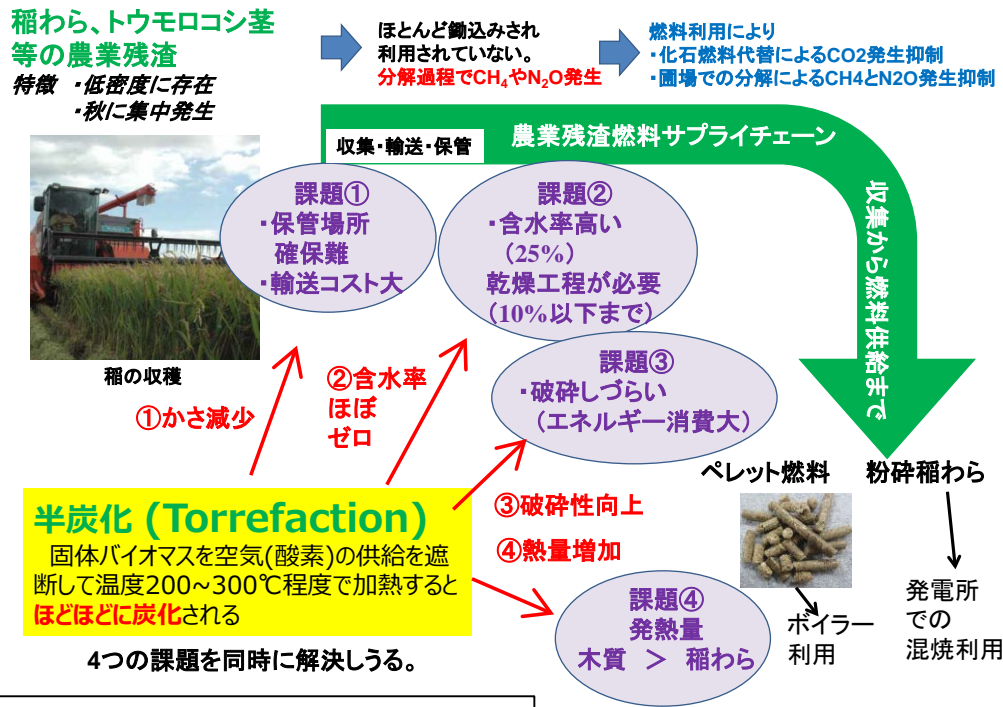 稲わら、トウモロコシ茎
等の農業残渣
特徴 ・低密度に存在
・秋に集中発生
ほとんど鋤込みされ
利用されていない。
分解過程でCH₄やN₂O発生
燃料利用により
・化石燃料代替によるCO2発生抑制
・圃場での分解によるCH4とN2O発生抑制
収集・輸送・保管
農業残渣燃料サプライチェーン
収集から燃料供給まで
課題①
・保管場所
確保難
・輸送コスト大
課題②
・含水率高い
(25%)
乾燥工程が必要
(10%以下まで)
課題③
・破砕しづらい
(エネルギー消費大)
稲の収穫
①かさ減少
②含水率
ほぼ
ゼロ
半炭化 (Torrefaction)
固体バイオマスを空気(酸素)の供給を遮
断して温度200~300℃程度で加熱すると
ほどほどに炭化される
4つの課題を同時に解決しうる。
③破砕性向上
④熱量増加
課題④
発熱量
木質 > 稲わら
ペレット燃料
粉砕稲わら
ボイラー
利用
発電所
での
混焼利用